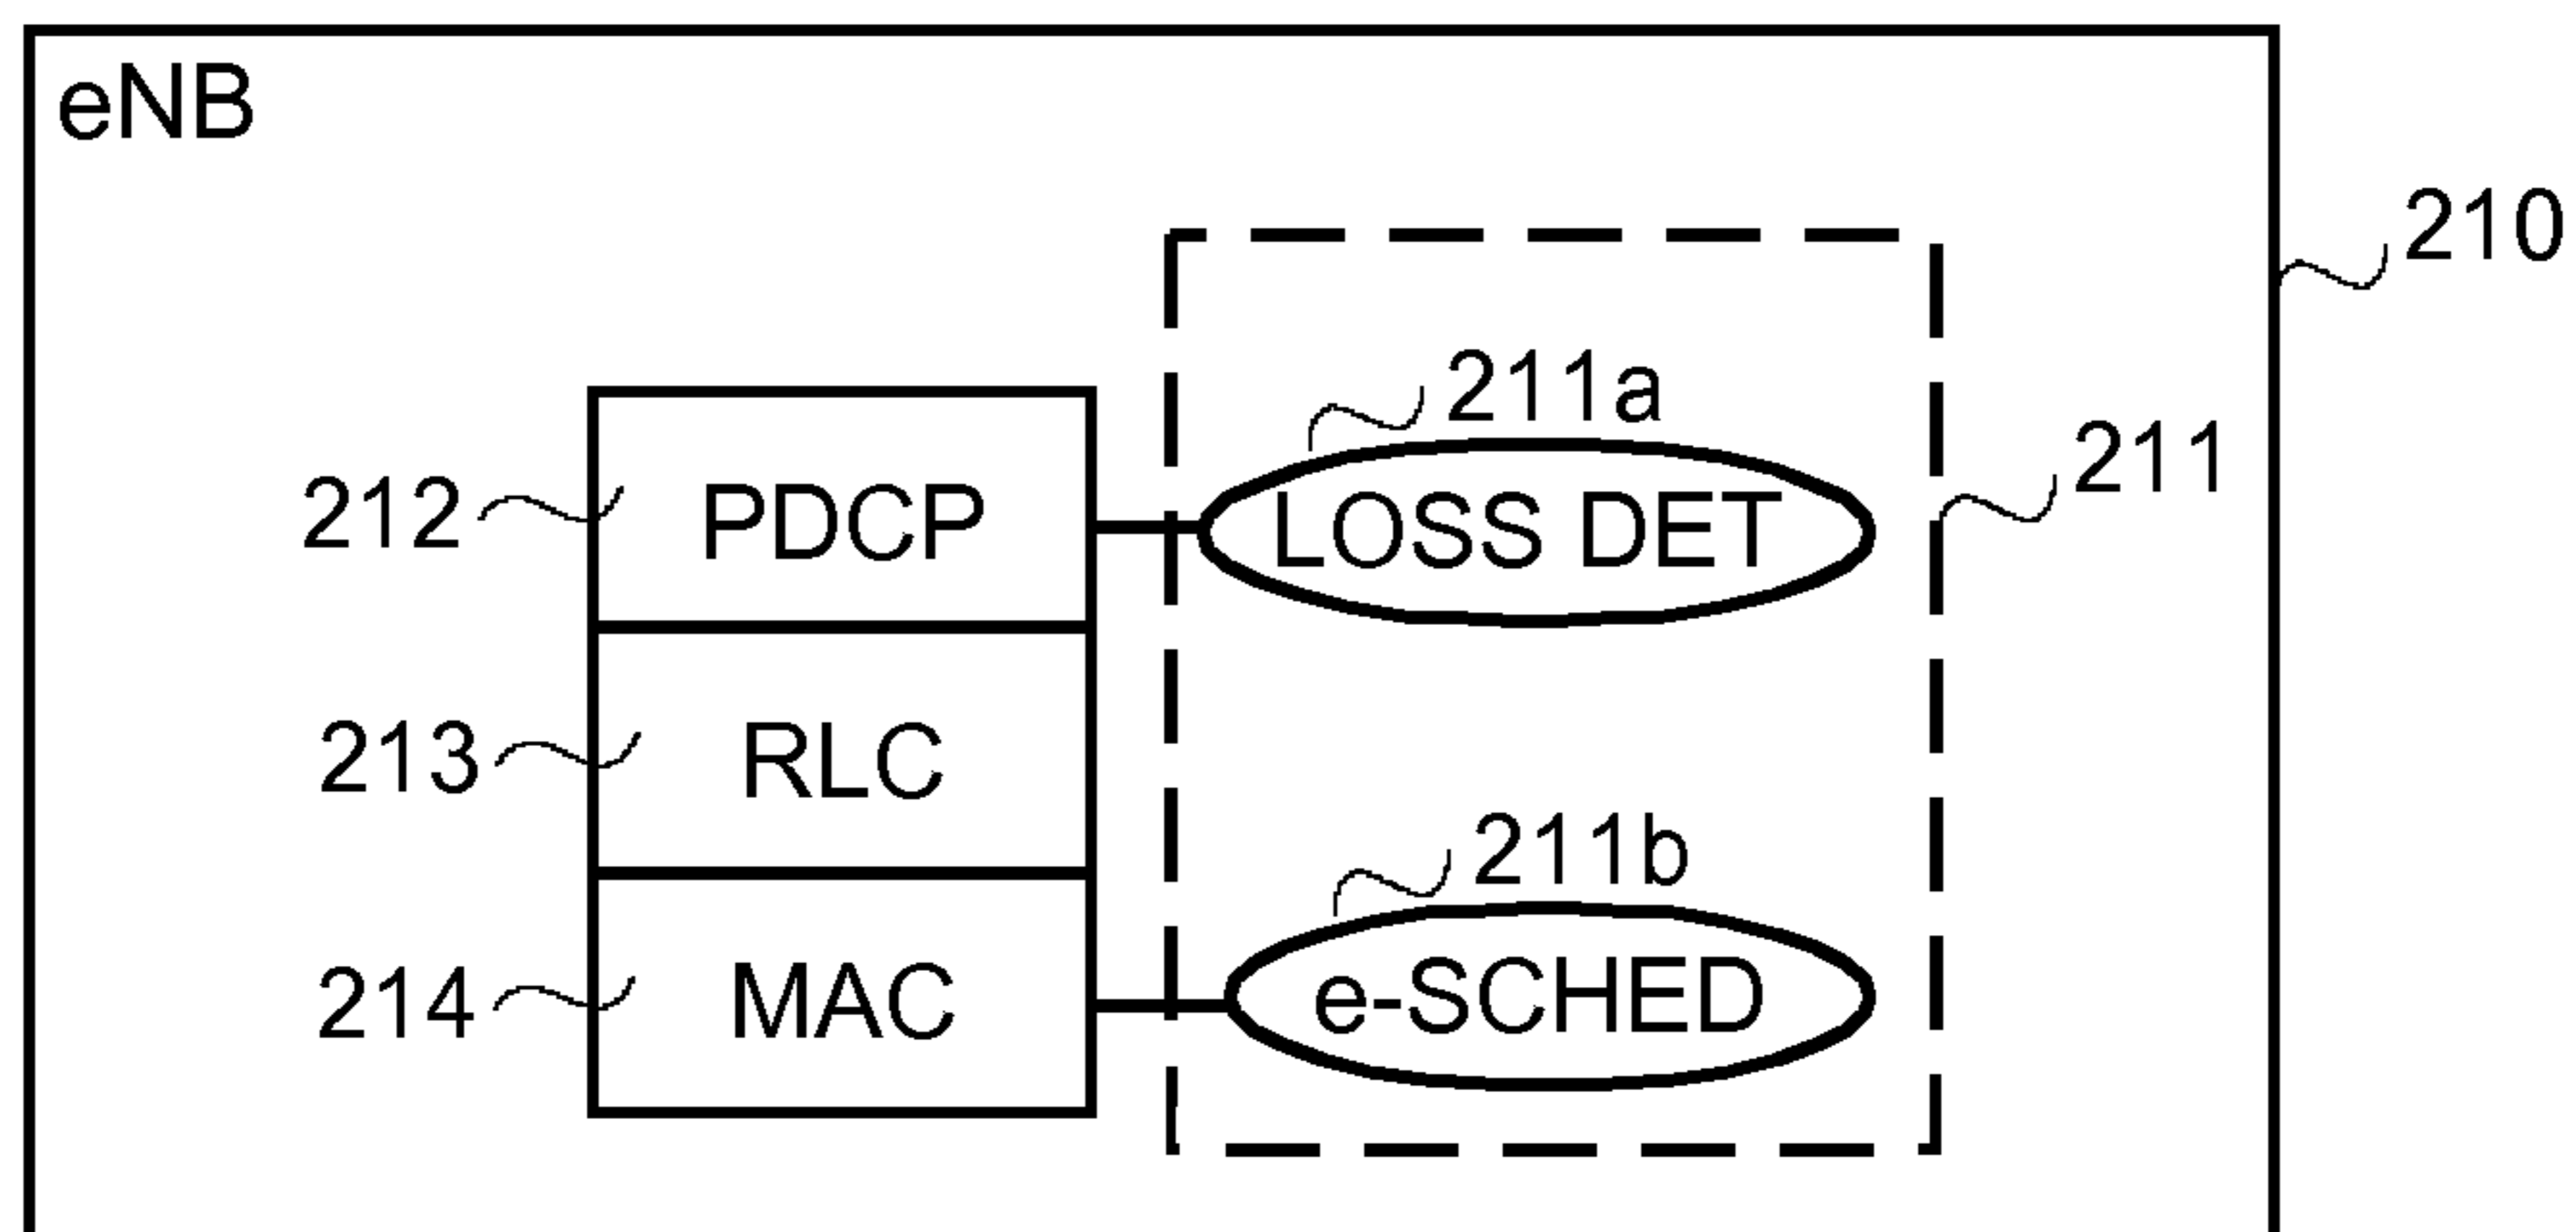 eNB
210
211a
211
212
PDCP
LOSS DET
213
RLC
211b
214
MAC
e-SCHED